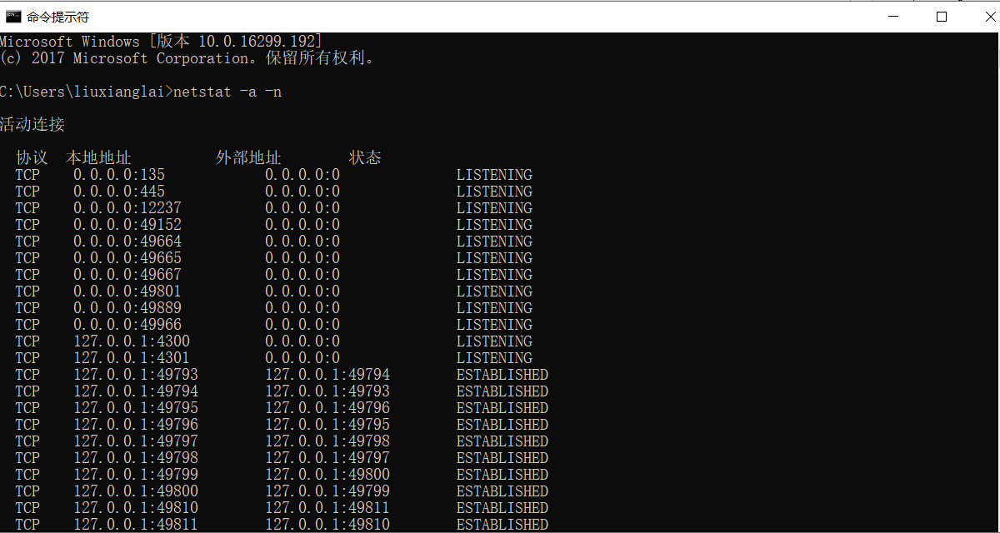 命令提示符
Microsoft Windows [版本 10.0.16299.192]
(c) 2017 Microsoft Corporation。保留所有权利。
C:\Users\liuxianglai>netstat -a -n
活动连接
协议 本地地址 外部地址 状态
TCP 0.0.0.0:135 0.0.0.0:0 LISTENING
TCP 0.0.0.0:445 0.0.0.0:0 LISTENING
TCP 0.0.0.0:12237 0.0.0.0:0 LISTENING
TCP 0.0.0.0:49152 0.0.0.0:0 LISTENING
TCP 0.0.0.0:49664 0.0.0.0:0 LISTENING
TCP 0.0.0.0:49665 0.0.0.0:0 LISTENING
TCP 0.0.0.0:49667 0.0.0.0:0 LISTENING
TCP 0.0.0.0:49801 0.0.0.0:0 LISTENING
TCP 0.0.0.0:49889 0.0.0.0:0 LISTENING
TCP 0.0.0.0:49966 0.0.0.0:0 LISTENING
TCP 127.0.0.1:4300 0.0.0.0:0 LISTENING
TCP 127.0.0.1:4301 0.0.0.0:0 LISTENING
TCP 127.0.0.1:49793 127.0.0.1:49794 ESTABLISHED
TCP 127.0.0.1:49794 127.0.0.1:49793 ESTABLISHED
TCP 127.0.0.1:49795 127.0.0.1:49796 ESTABLISHED
TCP 127.0.0.1:49796 127.0.0.1:49795 ESTABLISHED
TCP 127.0.0.1:49797 127.0.0.1:49798 ESTABLISHED
TCP 127.0.0.1:49798 127.0.0.1:49797 ESTABLISHED
TCP 127.0.0.1:49799 127.0.0.1:49800 ESTABLISHED
TCP 127.0.0.1:49800 127.0.0.1:49799 ESTABLISHED
TCP 127.0.0.1:49810 127.0.0.1:49811 ESTABLISHED
TCP 127.0.0.1:49811 127.0.0.1:49810 ESTABLISHED